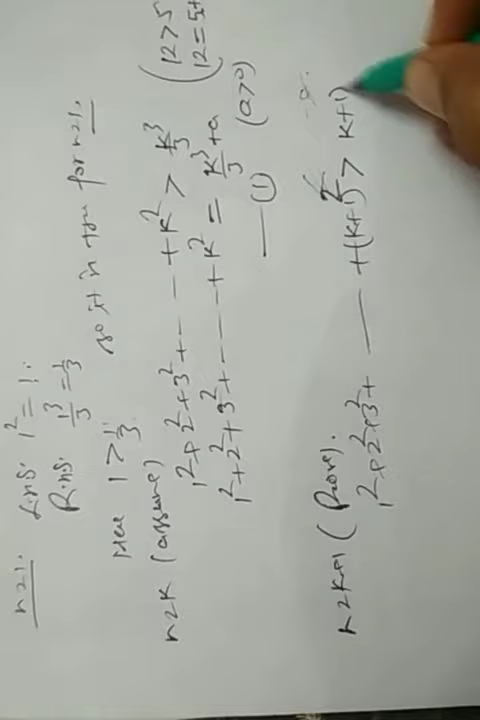 n=1.
L.H.S. 1² = 1.
R.H.S. 1³/3 = 1/3
Here 1 > 1/3. so it is true for n=1.
n=k (assume)
1²+2²+3²+ - - - +k² > k³/3 (12>5
1²+2²+3²+ - - - - +k² = k³/3 +a (12=5+
—— (1) (a>0)
n=k+1 (Prove).
1²+2²+3²+ —— +(k+1)² > k+1)